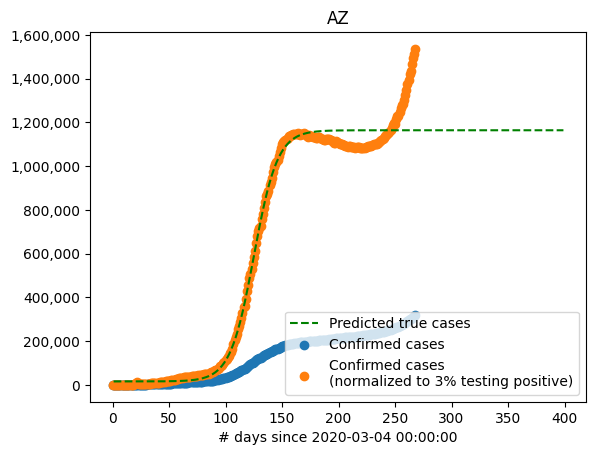 AZ
1,600,000
1,400,000
1,200,000
1,000,000
800,000
600,000
400,000
200,000
0
Predicted true cases
Confirmed cases
Confirmed cases
(normalized to 3% testing positive)
0 50 100 150 200 250 300 350 400
# days since 2020-03-04 00:00:00